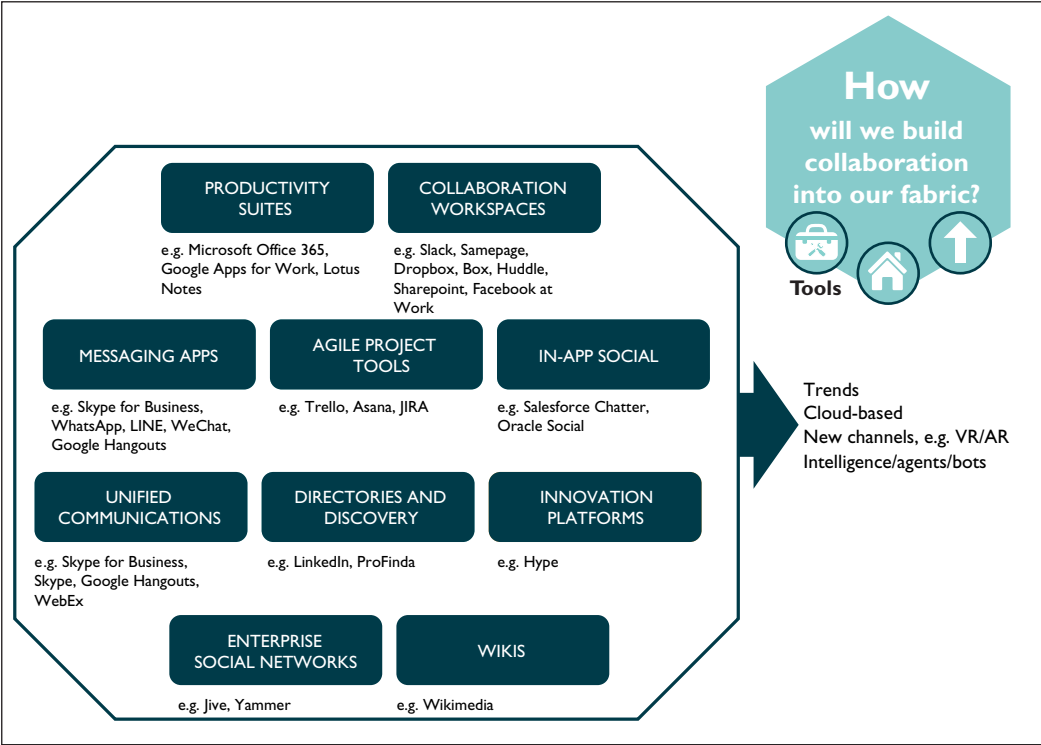 How
will we build
collaboration
into our fabric?
Tools
PRODUCTIVITY
SUITES
e.g. Microsoft Office 365,
Google Apps for Work, Lotus
Notes
COLLABORATION
WORKSPACES
e.g. Slack, Samepage,
Dropbox, Box, Huddle,
Sharepoint, Facebook at
Work
MESSAGING APPS
e.g. Skype for Business,
WhatsApp, LINE, WeChat,
Google Hangouts
AGILE PROJECT
TOOLS
e.g. Trello, Asana, JIRA
IN-APP SOCIAL
e.g. Salesforce Chatter,
Oracle Social
UNIFIED
COMMUNICATIONS
e.g. Skype for Business,
Skype, Google Hangouts,
WebEx
DIRECTORIES AND
DISCOVERY
e.g. LinkedIn, ProFinda
INNOVATION
PLATFORMS
e.g. Hype
ENTERPRISE
SOCIAL NETWORKS
e.g. Jive, Yammer
WIKIS
e.g. Wikimedia
Trends
Cloud-based
New channels, e.g. VR/AR
Intelligence/agents/bots